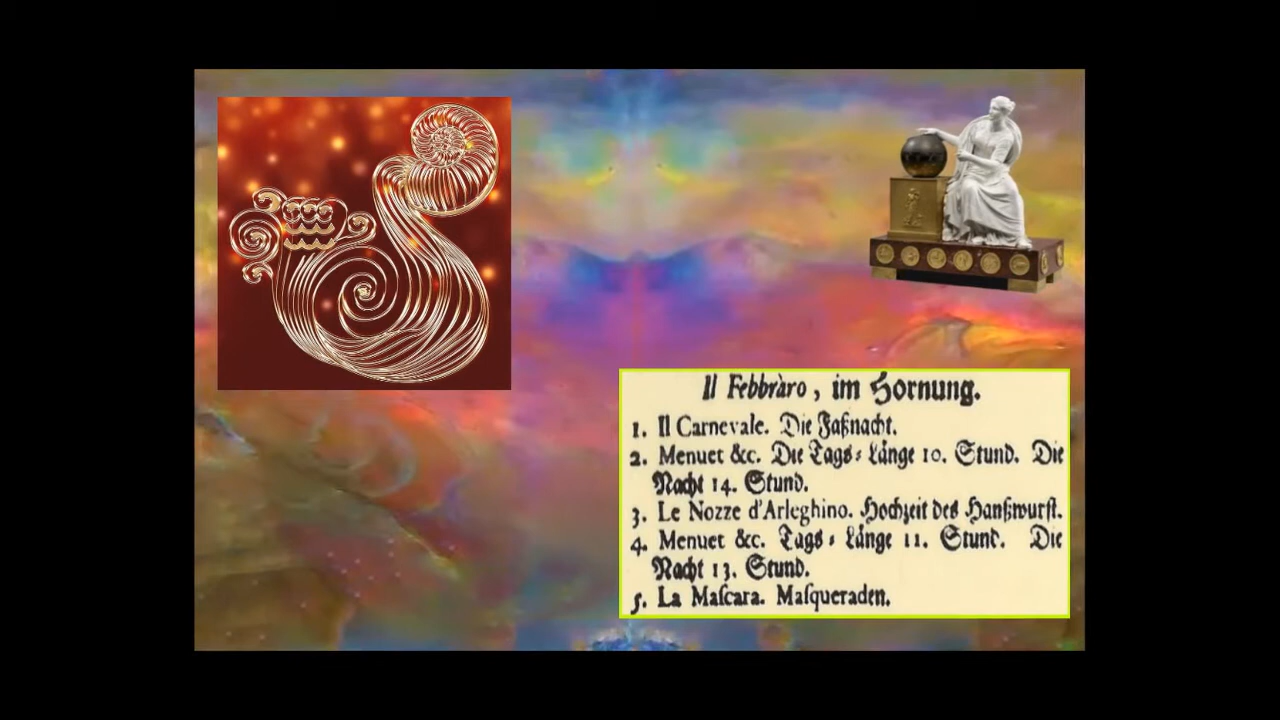 Il Febbràro, im Hornung.
1. Il Carnevale. Die Faßnacht.
2. Menuet &c. Die Tags-Länge 10. Stund. Die
Nacht 14. Stund.
3. Le Nozze d'Arleghino. Hochzeit des Hanßwurst.
4. Menuet &c. Tags-Länge 11. Stund. Die
Nacht 13. Stund.
5. La Maſcara. Maſqueraden.